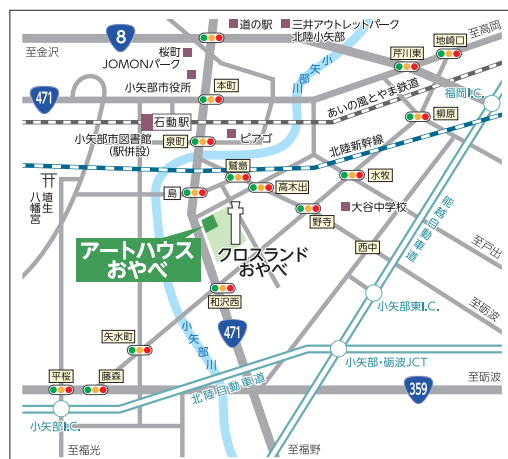 道の駅
三井アウトレットパーク
北陸小矢部
至高岡
地崎口
8
至金沢
桜町
JOMONパーク
芹川東
小矢部川
小矢部市役所
本町
471
あいの風とやま鉄道
福岡I.C.
石動駅
柳原
小矢部市図書館
(駅併設)
泉町
ピアゴ
北陸新幹線
鷲島
水牧
埴生
八幡宮
島
高木出
大谷中学校
能越自動車道
野寺
至戸出
アートハウス
おやべ
クロスランド
おやべ
西中
和沢西
小矢部東I.C.
至砺波
小矢部川
471
矢水町
小矢部・砺波JCT
平桜
藤森
北陸自動車道
至砺波
359
小矢部I.C.
至福光
至福野